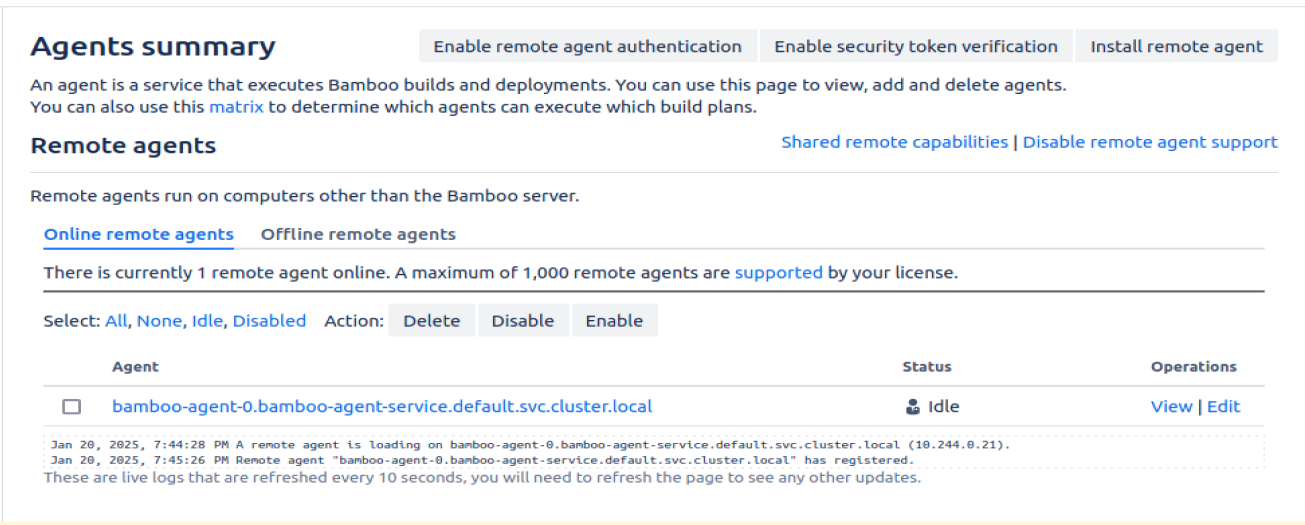 Agents summary
Enable remote agent authentication Enable security token verification Install remote agent
An agent is a service that executes Bamboo builds and deployments. You can use this page to view, add and delete agents.
You can also use this matrix to determine which agents can execute which build plans.
Remote agents
Shared remote capabilities | Disable remote agent support
Remote agents run on computers other than the Bamboo server.
Online remote agents Offline remote agents
There is currently 1 remote agent online. A maximum of 1,000 remote agents are supported by your license.
Select: All, None, Idle, Disabled Action: Delete Disable Enable
Agent Status Operations
bamboo-agent-0.bamboo-agent-service.default.svc.cluster.local Idle View | Edit
Jan 20, 2025, 7:44:28 PM A remote agent is loading on bamboo-agent-0.bamboo-agent-service.default.svc.cluster.local (10.244.0.21).
Jan 20, 2025, 7:45:26 PM Remote agent "bamboo-agent-0.bamboo-agent-service.default.svc.cluster.local" has registered.
These are live logs that are refreshed every 10 seconds, you will need to refresh the page to see any other updates.